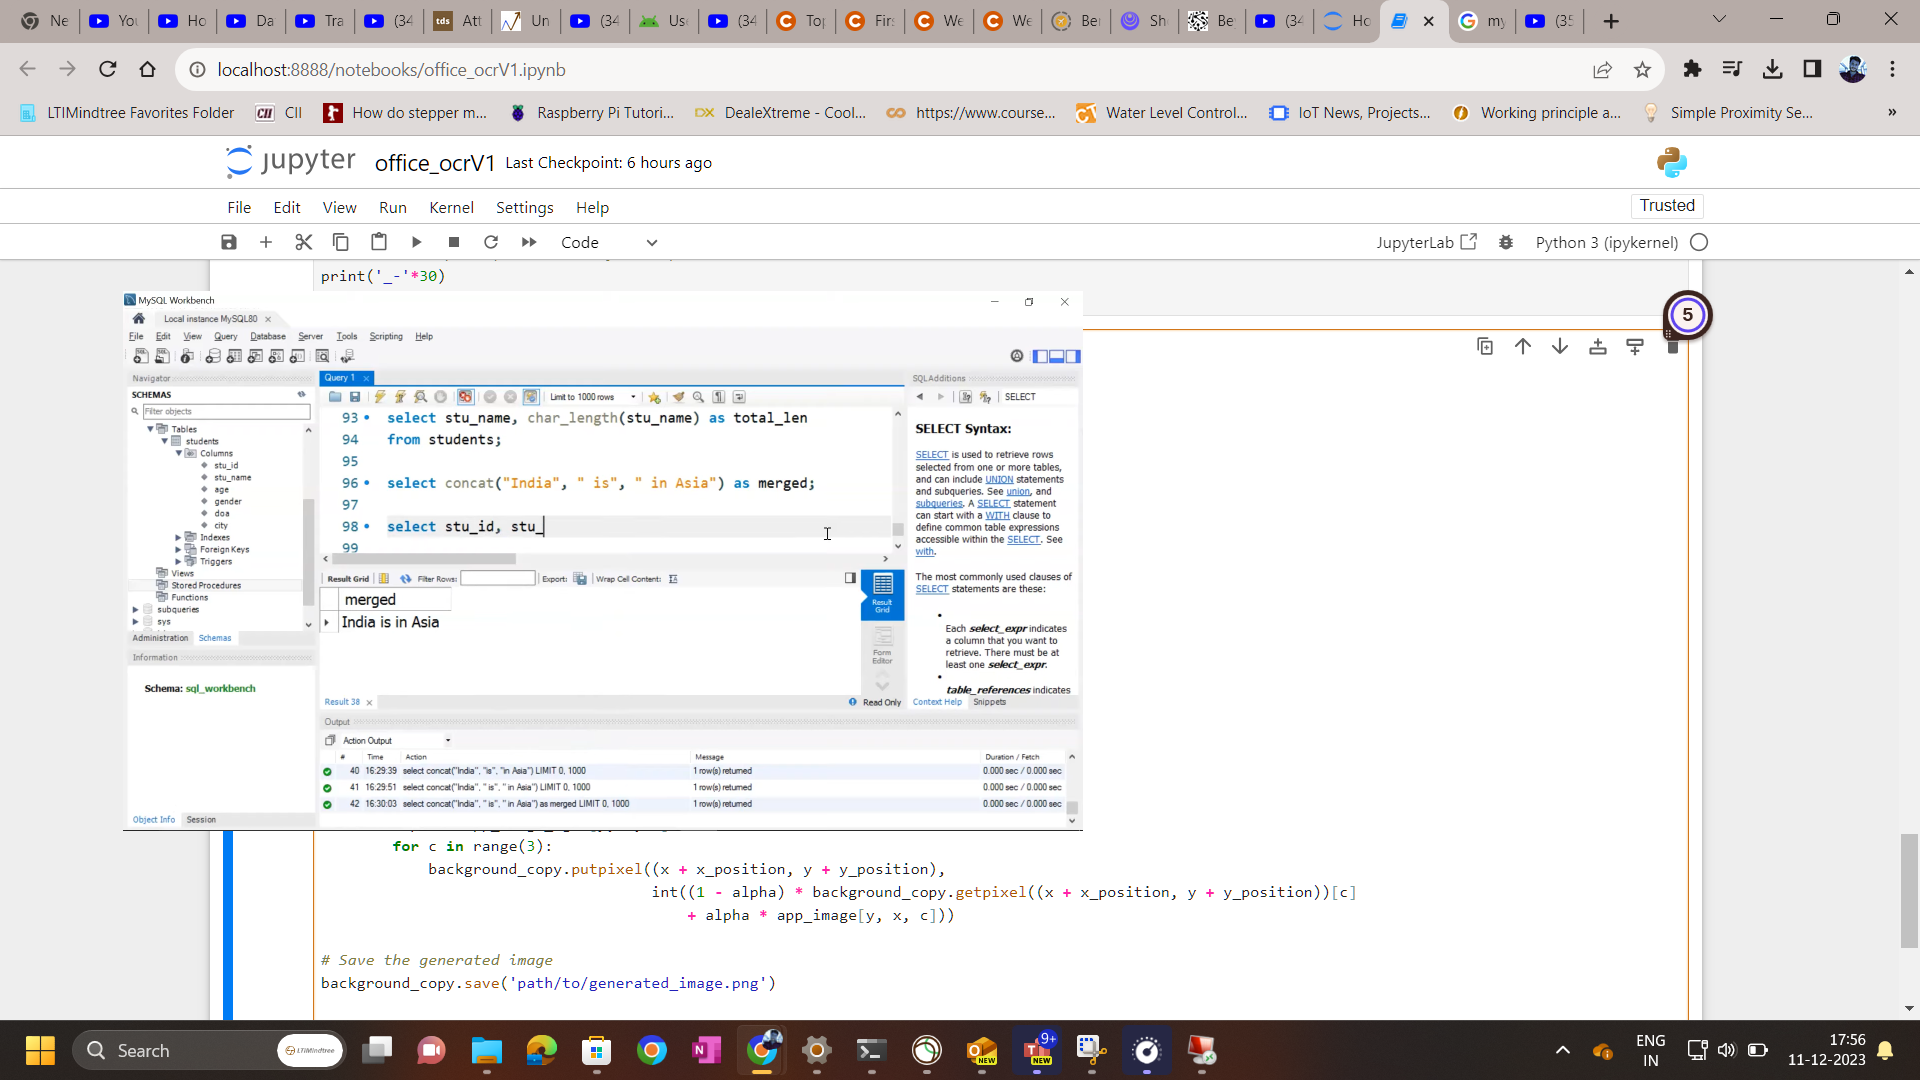 Ne
You
Ho
Da
Tra
(34
tds
Att
Un
(34
Use
(34
Top
Firs
We
We
Ber
She
Bey
(34
Ho
my
(35
localhost:8888/notebooks/office_ocrV1.ipynb
LTIMindtree Favorites Folder
CII
How do stepper m...
Raspberry Pi Tutori...
DX DealeXtreme - Cool...
https://www.course...
Water Level Control...
IoT News, Projects...
Working principle a...
Simple Proximity Se...
»
jupyter office_ocrV1 Last Checkpoint: 6 hours ago
File Edit View Run Kernel Settings Help
Trusted
Code
JupyterLab
Python 3 (ipykernel)
print('_-'*30)
5
MySQL Workbench
Local instance MySQL80
File Edit View Query Database Server Tools Scripting Help
Navigator
SCHEMAS
Filter objects
Tables
students
Columns
stu_id
stu_name
age
gender
doa
city
Indexes
Foreign Keys
Triggers
Views
Stored Procedures
Functions
subqueries
sys
Administration Schemas
Information
Schema: sql_workbench
Object Info Session
Query 1
Limit to 1000 rows
93 select stu_name, char_length(stu_name) as total_len
94 from students;
95
96 select concat("India", " is", " in Asia") as merged;
97
98 select stu_id, stu_
99
Result Grid Filter Rows: Export: Wrap Cell Content:
merged
India is in Asia
Result Grid
Form Editor
Result 38
Read Only
SQLAdditions
SELECT
SELECT Syntax:
SELECT is used to retrieve rows
selected from one or more tables,
and can include UNION statements
and subqueries. See union, and
subqueries. A SELECT statement
can start with a WITH clause to
define common table expressions
accessible within the SELECT. See
with.
The most commonly used clauses of
SELECT statements are these:
Each select_expr indicates
a column that you want to
retrieve. There must be at
least one select_expr.
table_references indicates
Context Help Snippets
Output
Action Output
# Time Action Message Duration / Fetch
40 16:29:39 select concat("India", "is", "in Asia") LIMIT 0, 1000 1 row(s) returned 0.000 sec / 0.000 sec
41 16:29:51 select concat("India", " is", " in Asia") LIMIT 0, 1000 1 row(s) returned 0.000 sec / 0.000 sec
42 16:30:03 select concat("India", " is", " in Asia") as merged LIMIT 0, 1000 1 row(s) returned 0.000 sec / 0.000 sec
for c in range(3):
background_copy.putpixel((x + x_position, y + y_position),
int((1 - alpha) * background_copy.getpixel((x + x_position, y + y_position))[c]
+ alpha * app_image[y, x, c]))
# Save the generated image
background_copy.save('path/to/generated_image.png')
Search
LTIMindtree
NEW
9+
NEW
ENG
IN
17:56
11-12-2023